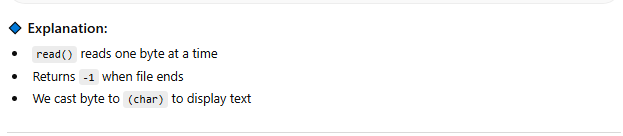 Explanation:
read() reads one byte at a time
Returns -1 when file ends
We cast byte to (char) to display text